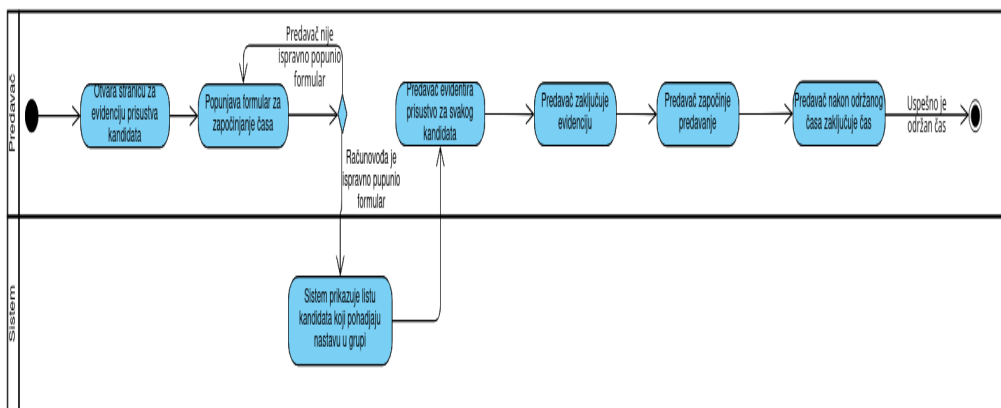 Predavač
Otvara stranicu za
evidenciju prisustva
kandidata
Popunjava formular za
započinjanje časa
Predavač nije
ispravno popunio
formular
Računovođa je
ispravno pupunio
formular
Predavač evidentira
prisustvo za svakog
kandidata
Predavač zaključuje
evidenciju
Predavač započinje
predavanje
Predavač nakon održanog
časa zaključuje čas
Uspešno je
održan čas
Sistem
Sistem prikazuje listu
kandidata koji pohadjaju
nastavu u grupi